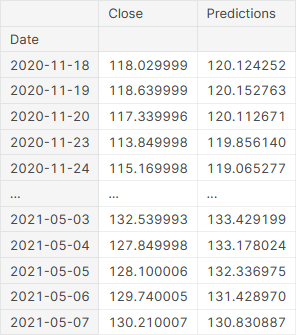 Close Predictions
Date
2020-11-18 118.029999 120.124252
2020-11-19 118.639999 120.152763
2020-11-20 117.339996 120.112671
2020-11-23 113.849998 119.856140
2020-11-24 115.169998 119.065277
... ... ...
2021-05-03 132.539993 133.429199
2021-05-04 127.849998 133.178024
2021-05-05 128.100006 132.336975
2021-05-06 129.740005 131.428970
2021-05-07 130.210007 130.830887